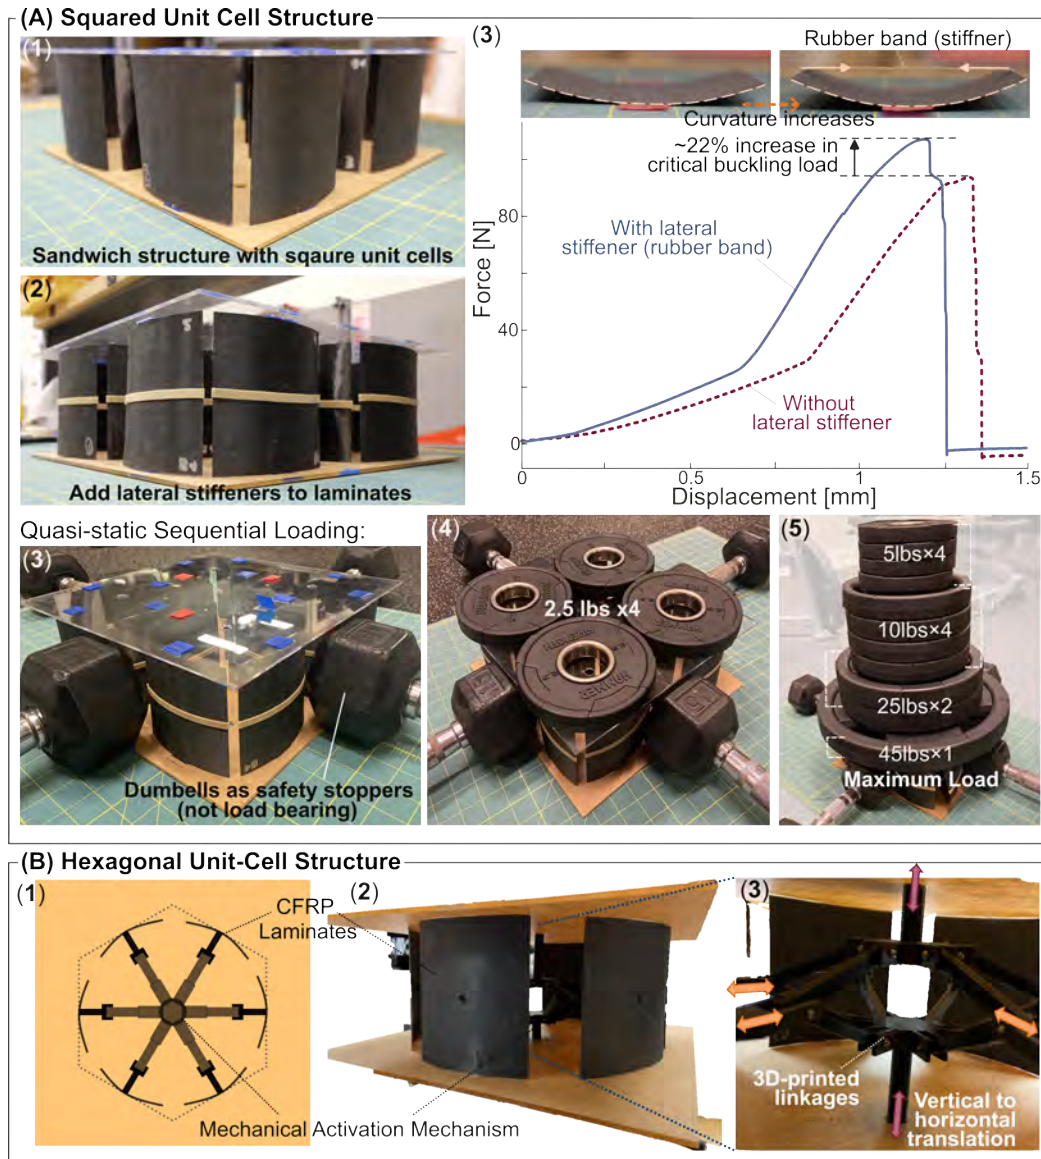 (A) Squared Unit Cell Structure
(1)
Sandwich structure with sqaure unit cells
(2)
Add lateral stiffeners to laminates
(3)
Rubber band (stiffner)
Curvature increases
~22% increase in
critical buckling load
With lateral
stiffener (rubber band)
Without
lateral stiffener
Force [N]
80
40
0
0
0.5
1
1.5
Displacement [mm]
Quasi-static Sequential Loading:
(3)
Dumbells as safety stoppers
(not load bearing)
(4)
2.5 lbs x4
(5)
5lbs×4
10lbs×4
25lbs×2
45lbs×1
Maximum Load
(B) Hexagonal Unit-Cell Structure
(1)
CFRP
Laminates
(2)
Mechanical Activation Mechanism
(3)
3D-printed
linkages
Vertical to
horizontal
translation